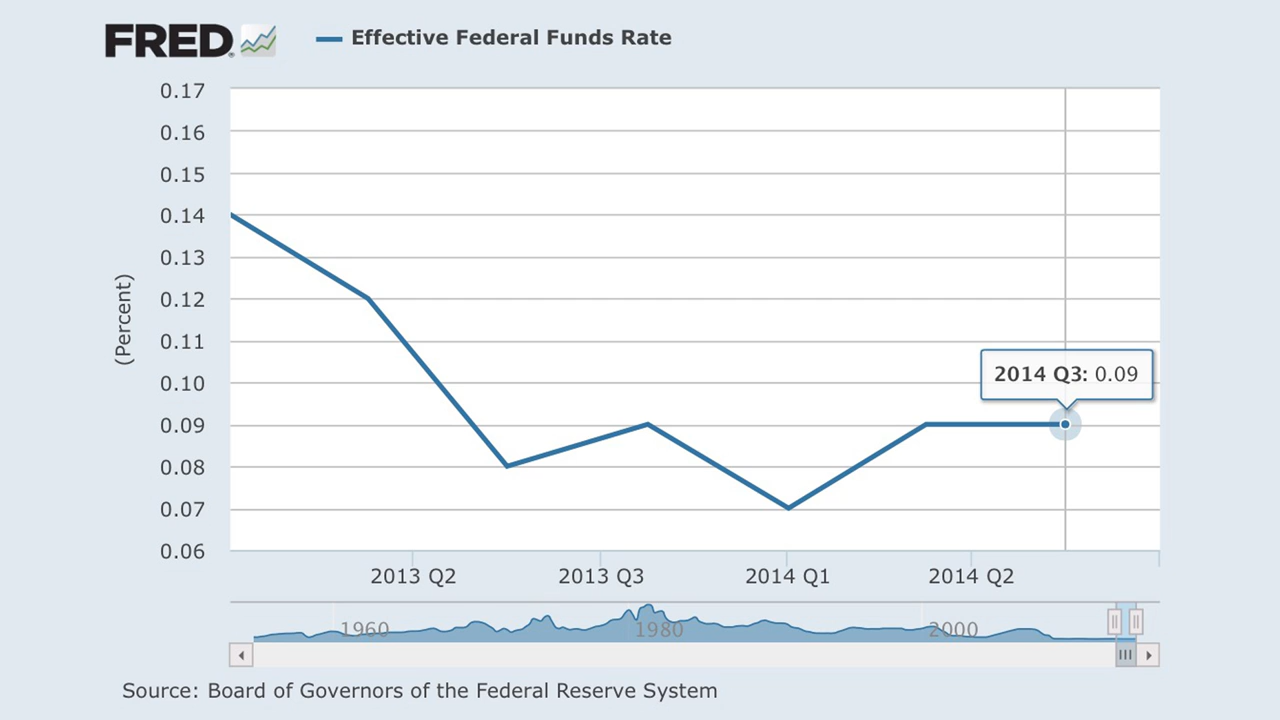 FRED
Effective Federal Funds Rate
0.17
0.16
0.15
0.14
0.13
0.12
0.11
0.10
0.09
0.08
0.07
0.06
(Percent)
2014 Q3: 0.09
2013 Q2 2013 Q3 2014 Q1 2014 Q2
1960 1980 2000
Source: Board of Governors of the Federal Reserve System